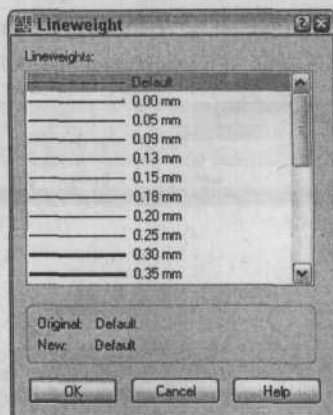 Lineweight
Lineweights:
Default
0.00 mm
0.05 mm
0.09 mm
0.13 mm
0.15 mm
0.18 mm
0.20 mm
0.25 mm
0.30 mm
0.35 mm
Original: Default
New: Default
OK Cancel Help